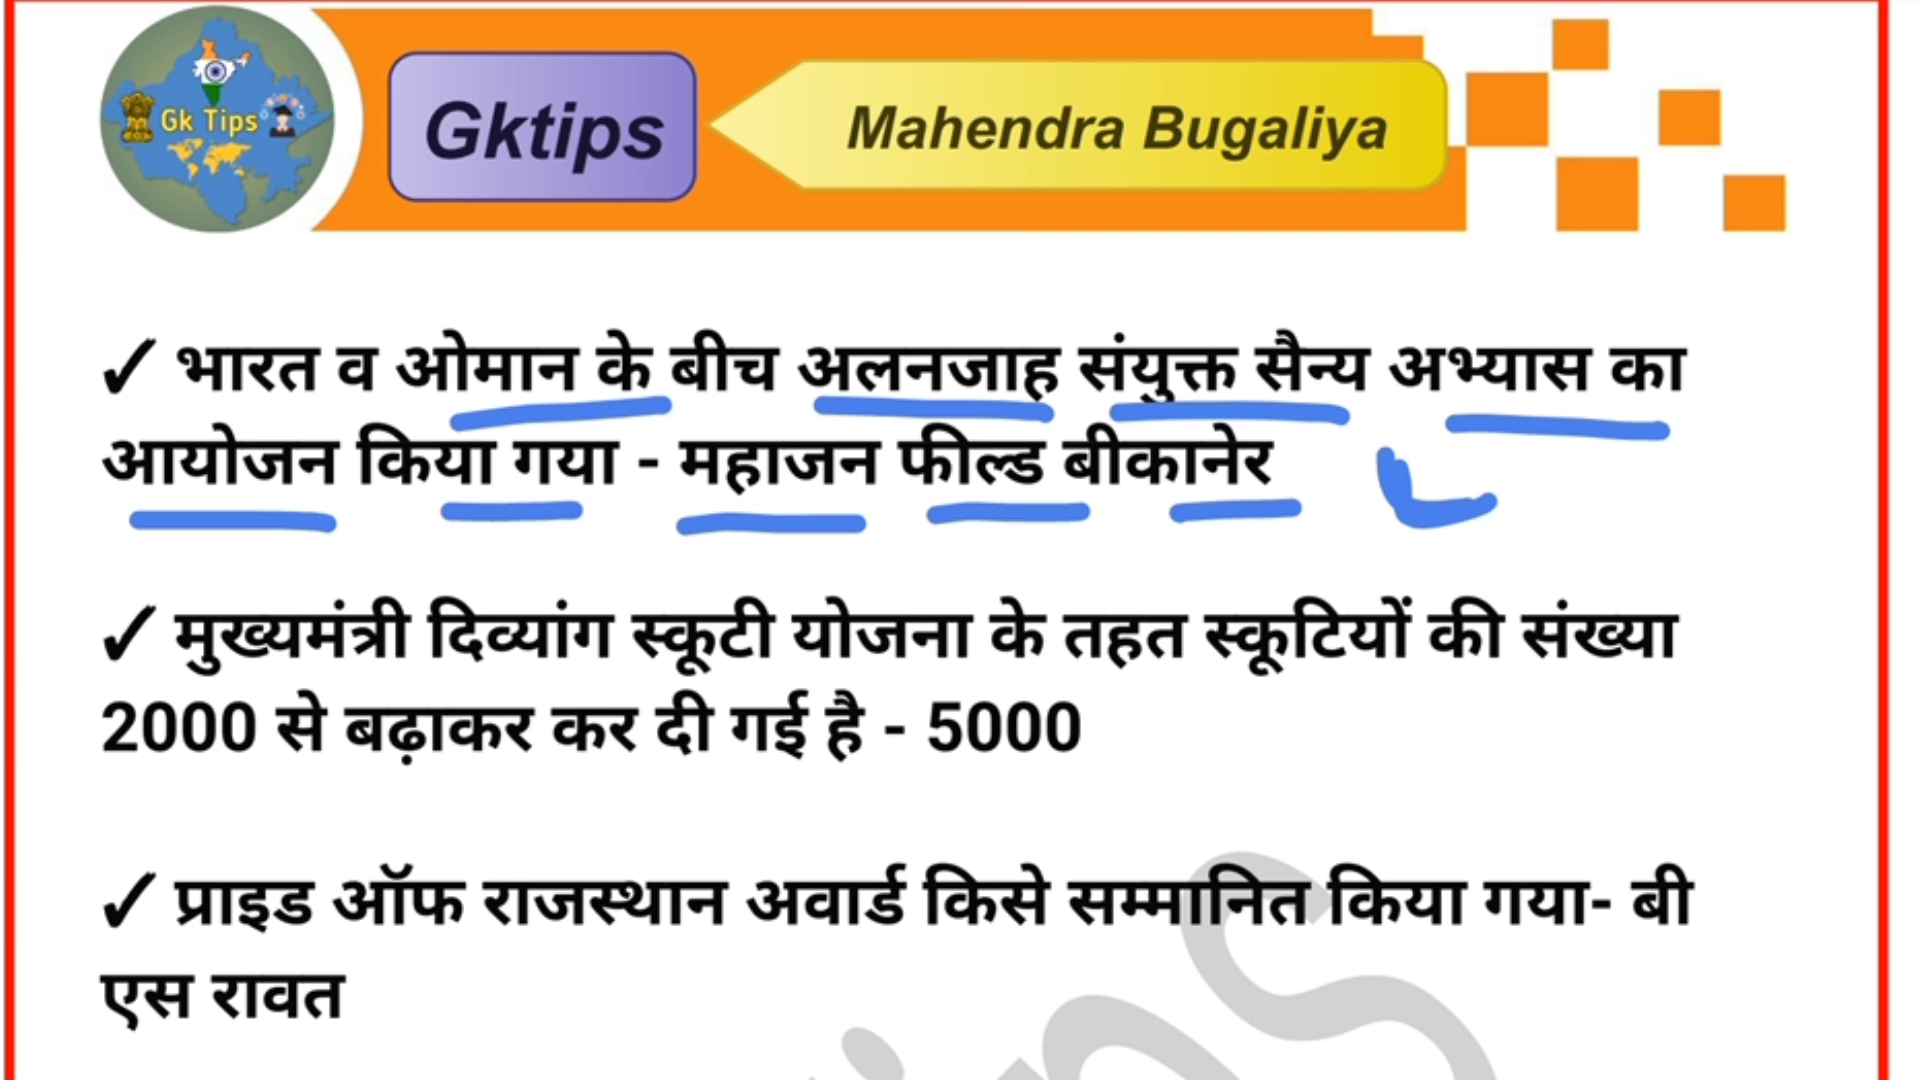 Gk Tips
Gktips
Mahendra Bugaliya
✓ भारत व ओमान के बीच अलनजाह संयुक्त सैन्य अभ्यास का
आयोजन किया गया - महाजन फील्ड बीकानेर
✓ मुख्यमंत्री दिव्यांग स्कूटी योजना के तहत स्कूटियों की संख्या
2000 से बढ़ाकर कर दी गई है - 5000
✓ प्राइड ऑफ राजस्थान अवार्ड किसे सम्मानित किया गया- बी
एस रावत